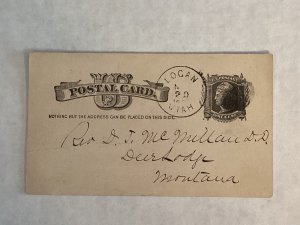 POSTAL CARD.
LOGAN
UTAH
NOTHING BUT THE ADDRESS CAN BE PLACED ON THIS SIDE.
Rev D. J. McMillan D.D.
Deer Lodge
Montana